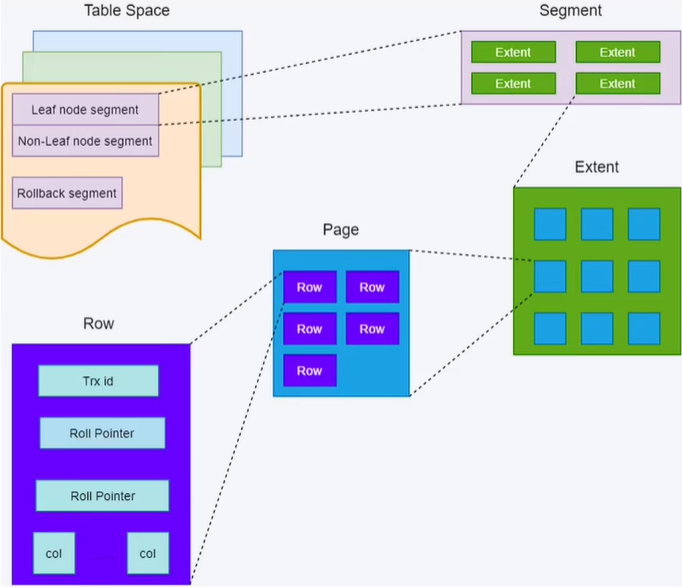 Table Space
Segment
Extent Extent
Extent Extent
Leaf node segment
Non-Leaf node segment
Rollback segment
Extent
Page
Row Row
Row Row
Row
Row
Trx id
Roll Pointer
Roll Pointer
col col